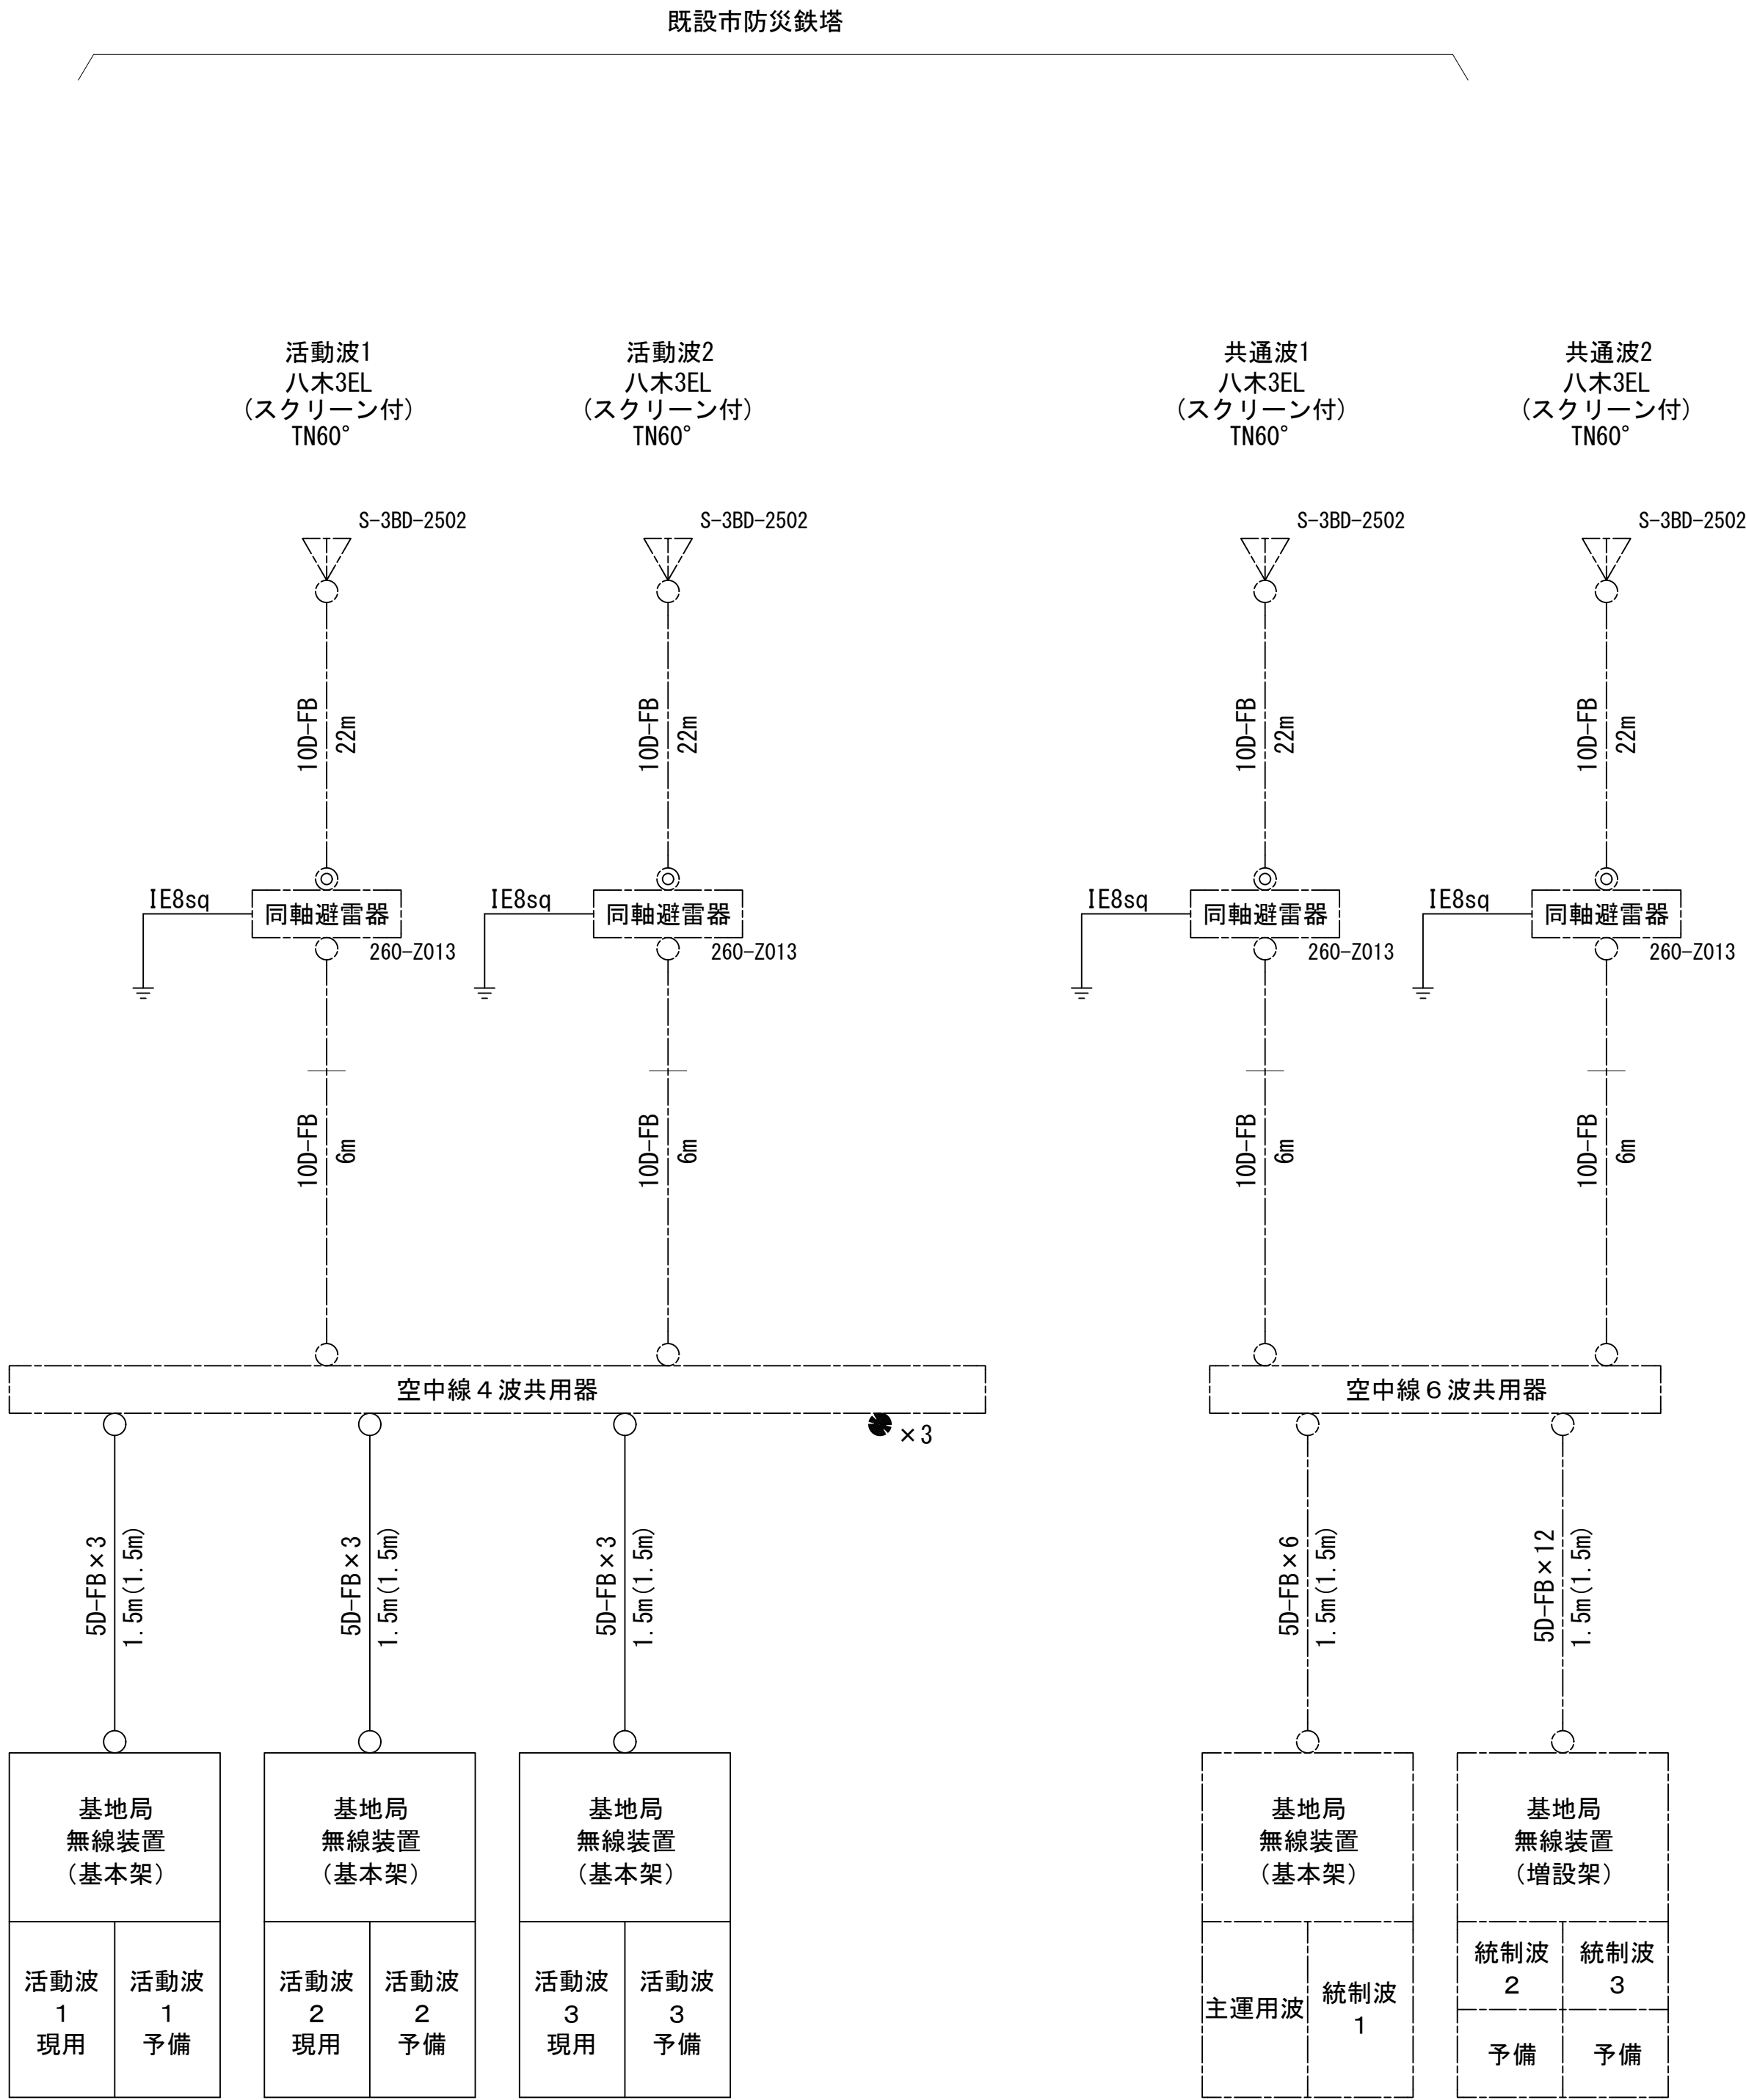 既設市防災鉄塔
活動波1
八木3EL
(スクリーン付)
TN60°
活動波2
八木3EL
(スクリーン付)
TN60°
共通波1
八木3EL
(スクリーン付)
TN60°
共通波2
八木3EL
(スクリーン付)
TN60°
S-3BD-2502
S-3BD-2502
S-3BD-2502
S-3BD-2502
10D-FB
22m
10D-FB
22m
10D-FB
22m
10D-FB
22m
IE8sq
同軸避雷器
260-Z013
IE8sq
同軸避雷器
260-Z013
IE8sq
同軸避雷器
260-Z013
IE8sq
同軸避雷器
260-Z013
10D-FB
6m
10D-FB
6m
10D-FB
6m
10D-FB
6m
空中線４波共用器
空中線６波共用器
×3
5D-FB×3
1.5m(1.5m)
5D-FB×3
1.5m(1.5m)
5D-FB×3
1.5m(1.5m)
5D-FB×6
1.5m(1.5m)
5D-FB×12
1.5m(1.5m)
基地局
無線装置
(基本架)
活動波
1
現用
活動波
1
予備
基地局
無線装置
(基本架)
活動波
2
現用
活動波
2
予備
基地局
無線装置
(基本架)
活動波
3
現用
活動波
3
予備
基地局
無線装置
(基本架)
主運用波
統制波
1
基地局
無線装置
(増設架)
統制波
2
統制波
3
予備
予備